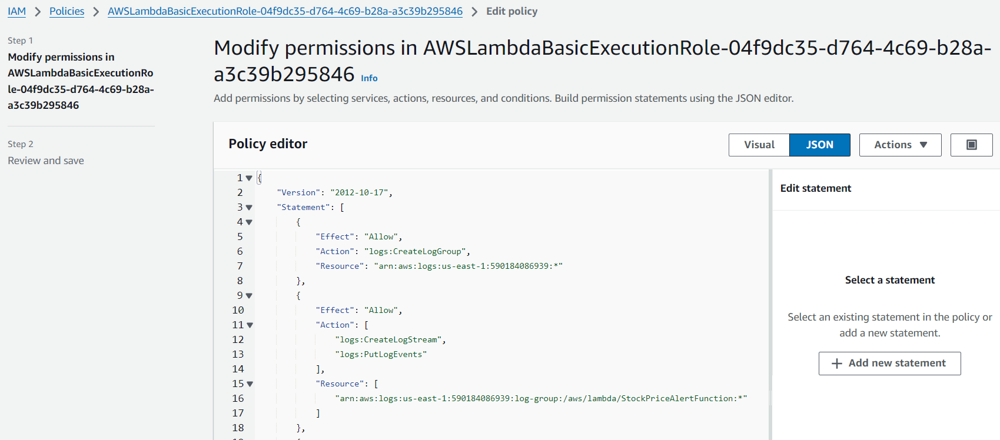 IAM > Policies > AWSLambdaBasicExecutionRole-04f9dc35-d764-4c69-b28a-a3c39b295846 > Edit policy
Step 1
Modify permissions in
AWSLambdaBasicExecutionRo
le-04f9dc35-d764-4c69-b28a-
a3c39b295846
Step 2
Review and save
Modify permissions in AWSLambdaBasicExecutionRole-04f9dc35-d764-4c69-b28a-
a3c39b295846 Info
Add permissions by selecting services, actions, resources, and conditions. Build permission statements using the JSON editor.
Policy editor
Visual JSON Actions
1 {
2 "Version": "2012-10-17",
3 "Statement": [
4 {
5 "Effect": "Allow",
6 "Action": "logs:CreateLogGroup",
7 "Resource": "arn:aws:logs:us-east-1:590184086939:*"
8 },
9 {
10 "Effect": "Allow",
11 "Action": [
12 "logs:CreateLogStream",
13 "logs:PutLogEvents"
14 ],
15 "Resource": [
16 "arn:aws:logs:us-east-1:590184086939:log-group:/aws/lambda/StockPriceAlertFunction:*"
17 ]
18 },
Edit statement
Select a statement
Select an existing statement in the policy or
add a new statement.
+ Add new statement